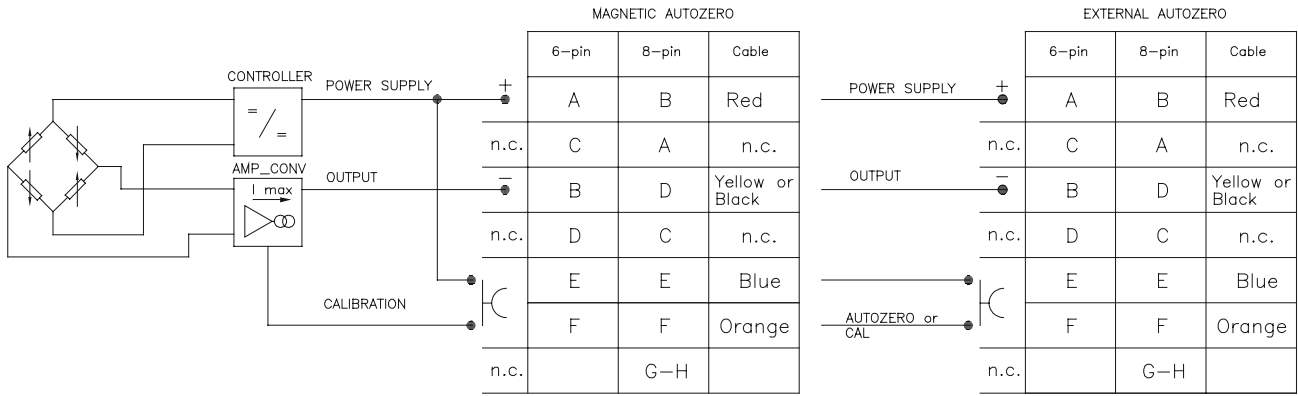 MAGNETIC AUTOZERO
EXTERNAL AUTOZERO
6-pin 8-pin Cable
6-pin 8-pin Cable
CONTROLLER
POWER SUPPLY
=/=
+ A B Red
POWER SUPPLY
+ A B Red
n.c. C A n.c.
n.c. C A n.c.
AMP_CONV
I max
OUTPUT
– B D Yellow or
Black
OUTPUT
– B D Yellow or
Black
n.c. D C n.c.
n.c. D C n.c.
E E Blue
E E Blue
CALIBRATION
F F Orange
AUTOZERO or
CAL
F F Orange
n.c. G-H
n.c. G-H